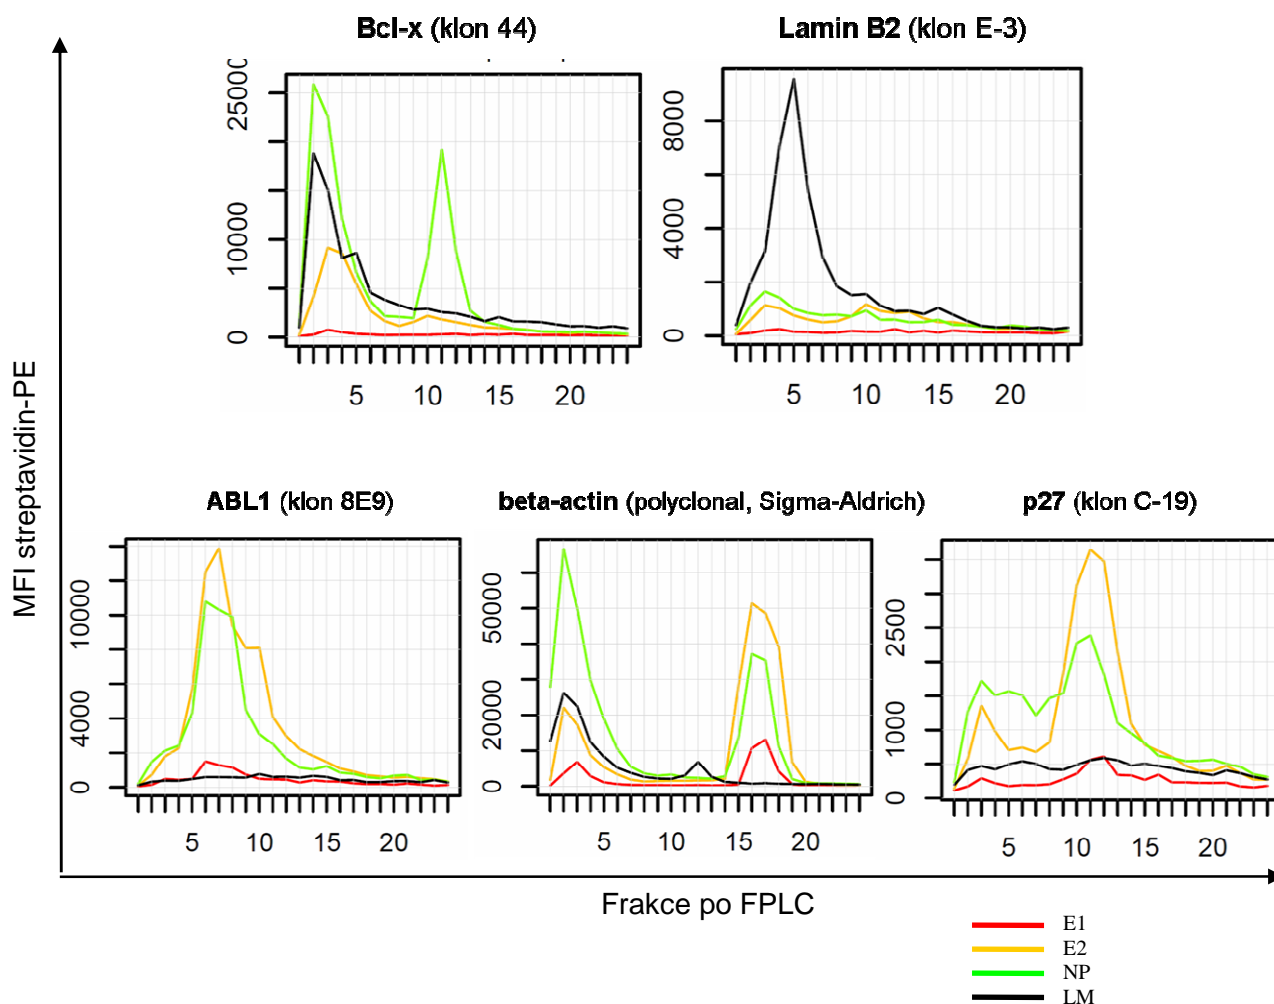 Bcl-x (klon 44)
Lamin B2 (klon E-3)
25000
10000
0
5 10 15 20
8000
4000
0
5 10 15 20
MFI streptavidin-PE
ABL1 (klon 8E9)
beta-actin (polyclonal, Sigma-Aldrich)
p27 (klon C-19)
10000
4000
0
5 10 15 20
50000
20000
0
5 10 15 20
2500
1000
0
5 10 15 20
Frakce po FPLC
E1
E2
NP
LM